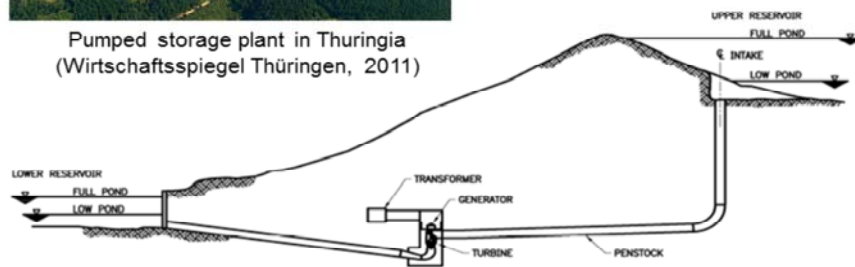 Pumped storage plant in Thuringia
(Wirtschaftsspiegel Thüringen, 2011)
UPPER RESERVOIR
FULL POND
℄ INTAKE
LOW POND
LOWER RESERVOIR
FULL POND
LOW POND
TRANSFORMER
GENERATOR
TURBINE
PENSTOCK